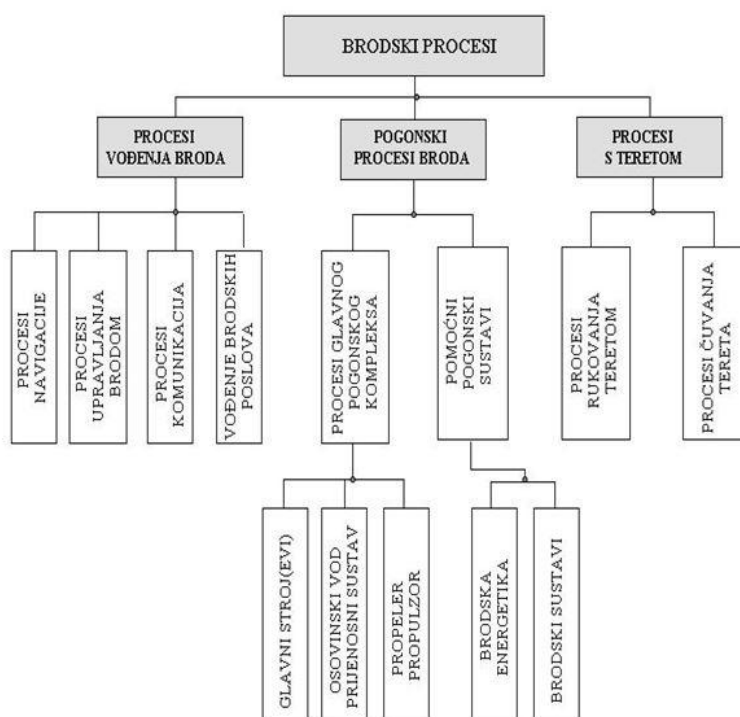 BRODSKI PROCESI
PROCESI
VOĐENJA BRODA
POGONSKI
PROCESI BRODA
PROCESI
S TERETOM
PROCESI
NAVIGACIJE
PROCESI
UPRAVLJANJA
BRODOM
PROCESI
KOMUNIKACIJA
VOĐENJE BRODSKIH
POSLOVA
PROCESI GLAVNOG
POGONSKOG
KOMPLEKSA
POMOĆNI
POGONSKI
SUSTAVI
PROCESI
RUKOVANJA
TERETOM
PROCESI ČUVANJA
TERETA
GLAVNI STROJ(EVI)
OSOVINSKI VOD
PRIJENOSNI SUSTAV
PROPELER
PROPULZOR
BRODSKA
ENERGETIKA
BRODSKI SUSTAVI